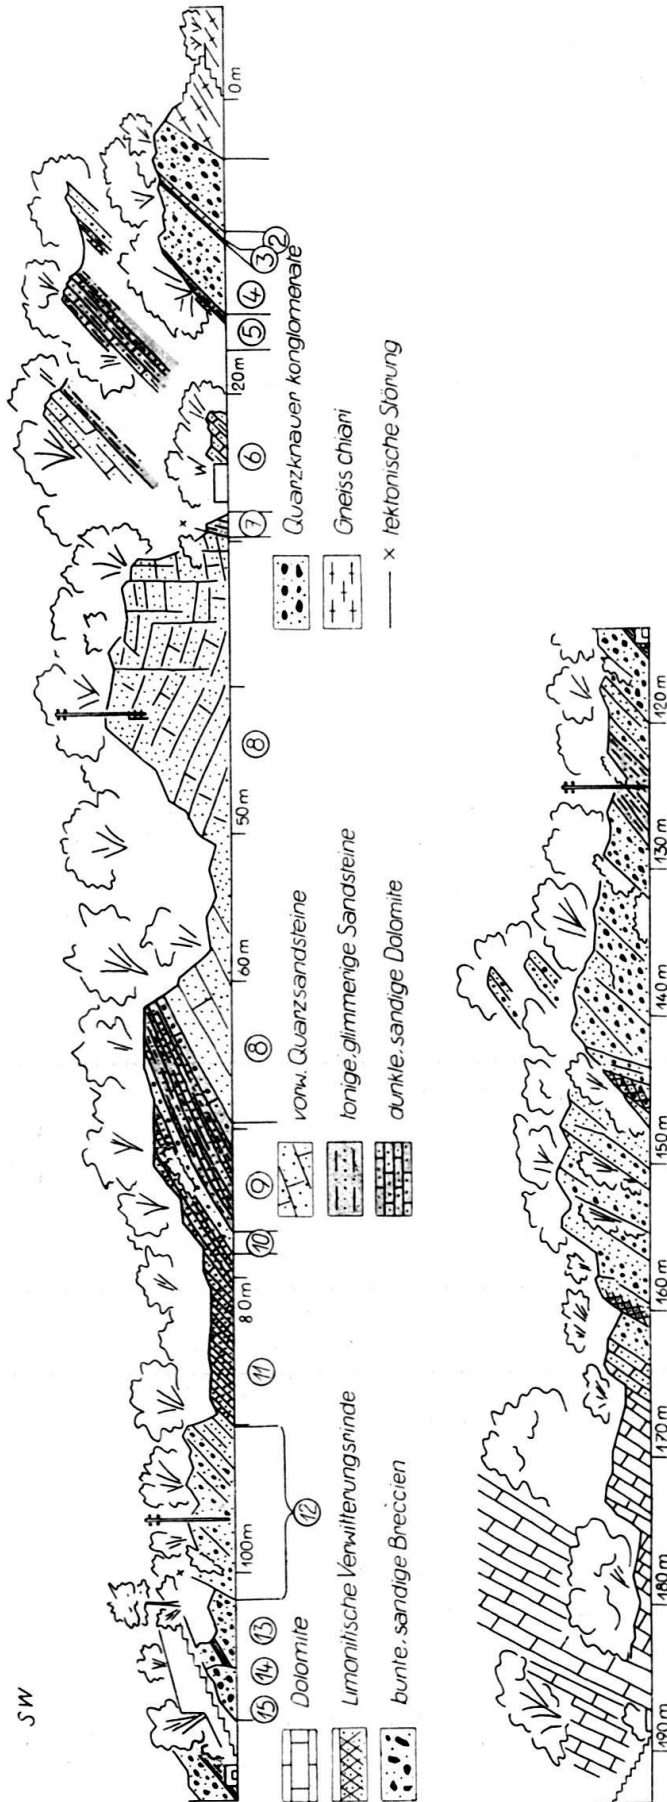 SW
15 14 13 12 11 10 9 8 8 7 6 5 4 3 2
100m 80m 60m 50m 20m 0m
Dolomite
Limonitische Verwitterungsrinde
bunte, sandige Breccien
vorw. Quarzsandsteine
tonige, glimmerige Sandsteine
dunkle, sandige Dolomite
Quarzknauer konglomerate
Gneiss chiari
× tektonische Störung
190m 180m 170m 160m 150m 140m 130m 120m